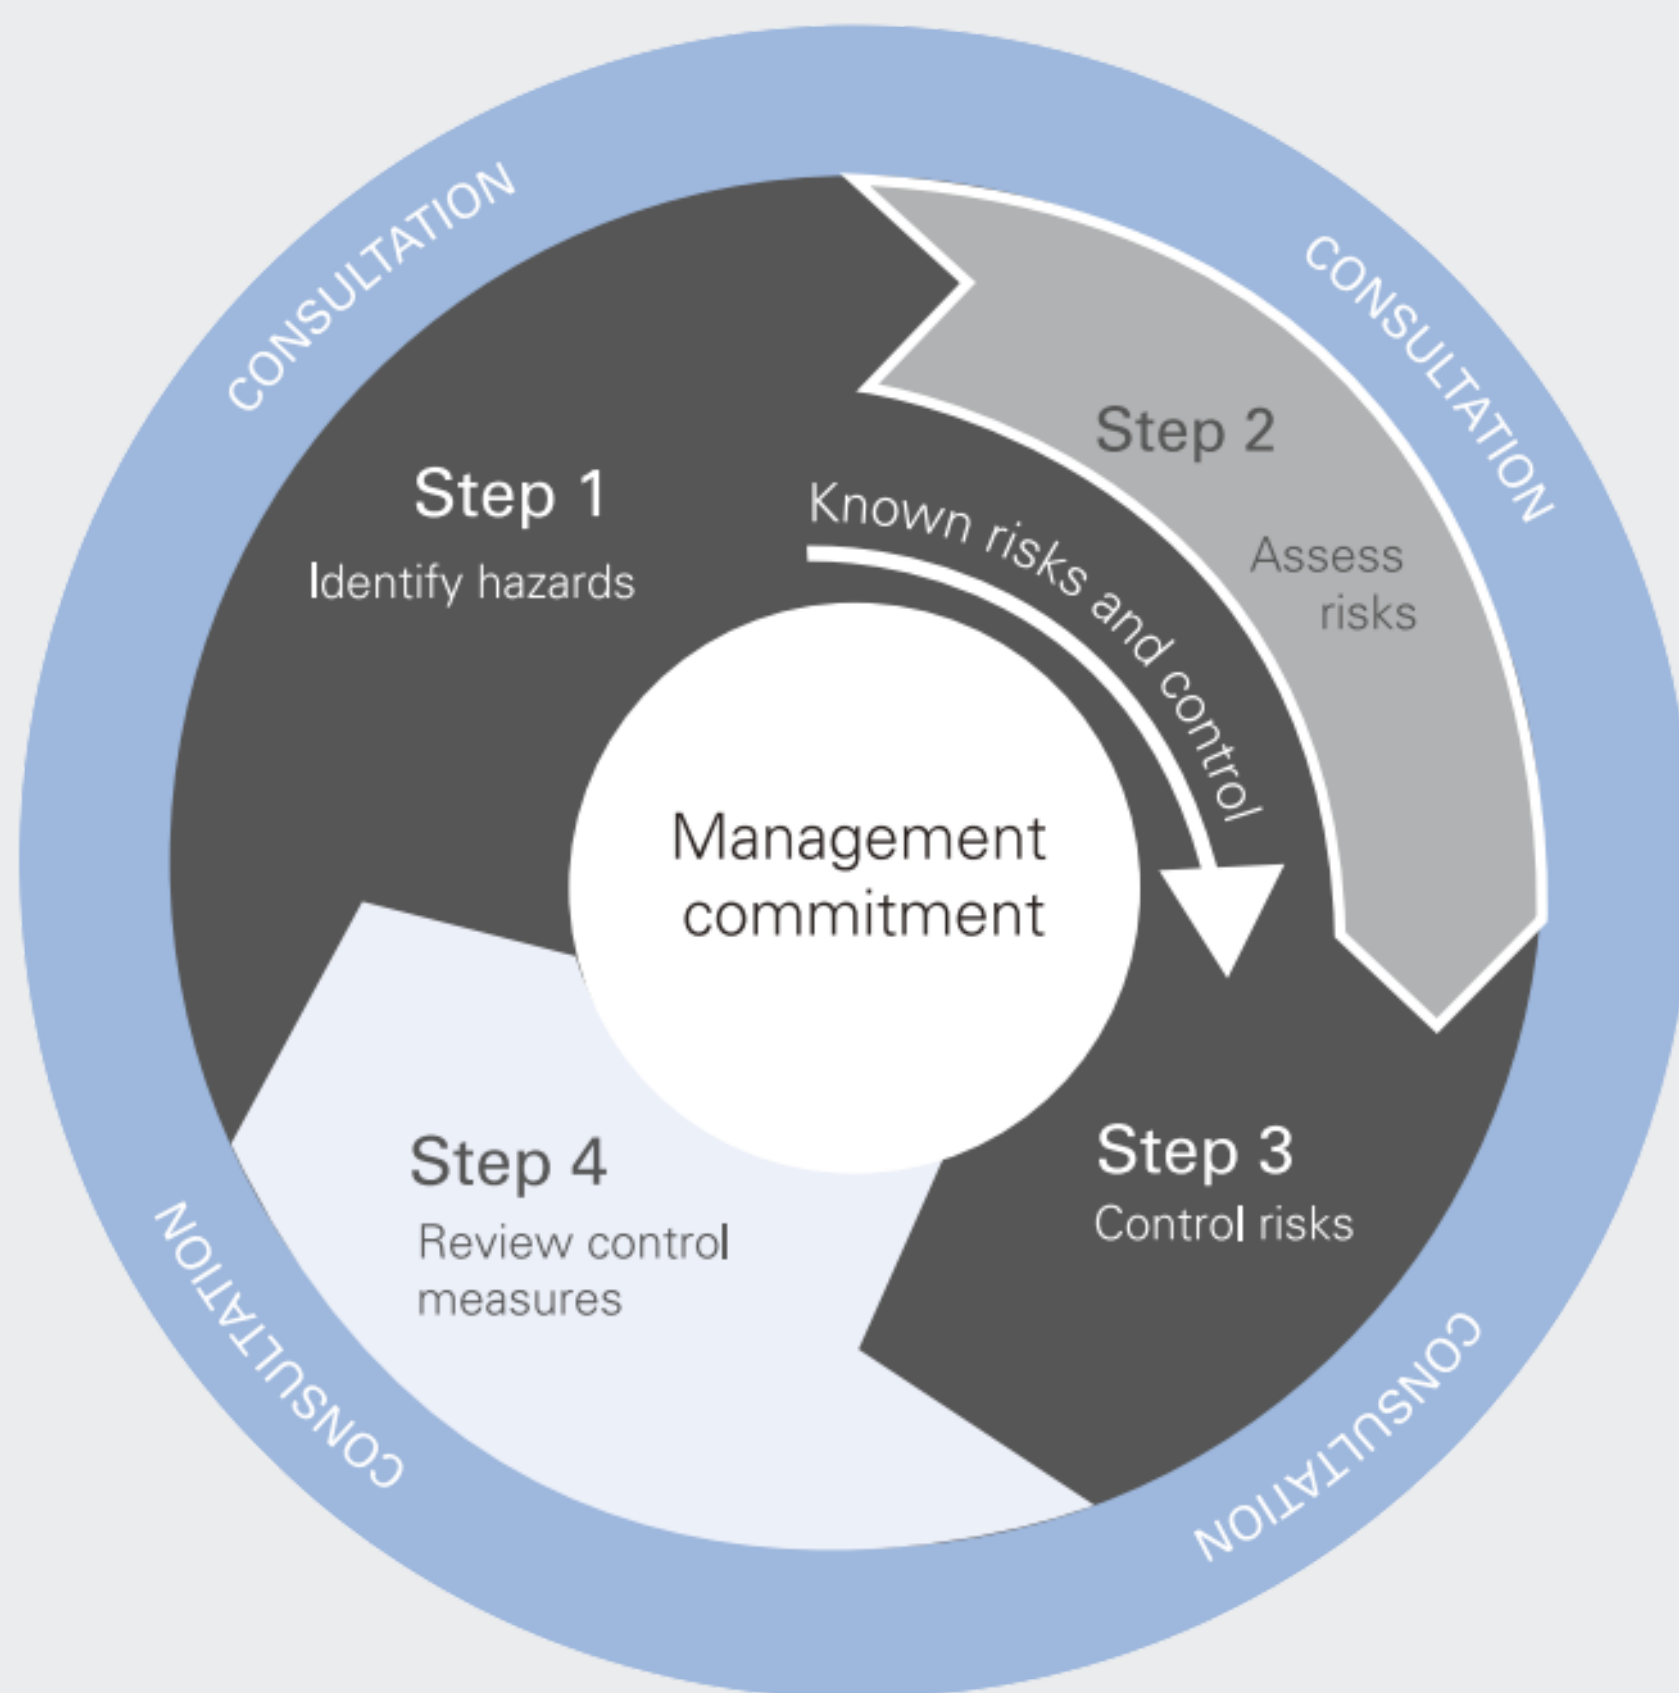 CONSULTATION
CONSULTATION
Step 1
Identify hazards
Step 2
Assess
risks
Known risks and control
Management
commitment
Step 3
Control risks
Step 4
Review control
measures
CONSULTATION
CONSULTATION